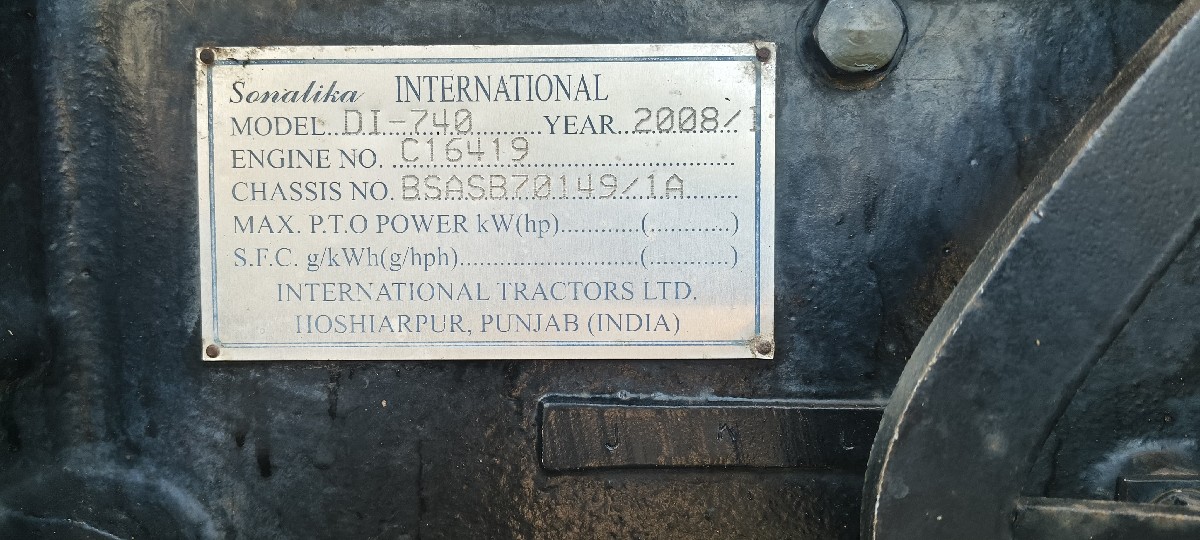 Sonalika INTERNATIONAL
MODEL..DI-740..........YEAR..2008/1
ENGINE NO. C16419..............................
CHASSIS NO. BSASB70149/1A........
MAX. P.T.O POWER kW(hp)............(............)
S.F.C. g/kWh(g/hph)...........................(............)
INTERNATIONAL TRACTORS LTD.
HOSHIARPUR, PUNJAB (INDIA)